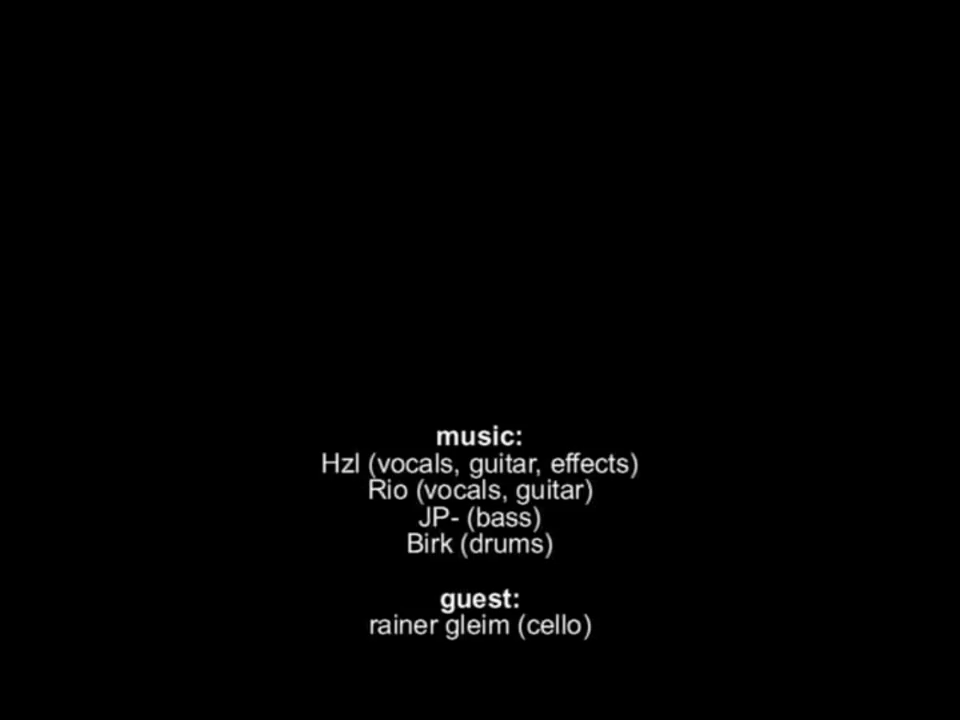 music:
Hzl (vocals, guitar, effects)
Rio (vocals, guitar)
JP- (bass)
Birk (drums)
guest:
rainer gleim (cello)